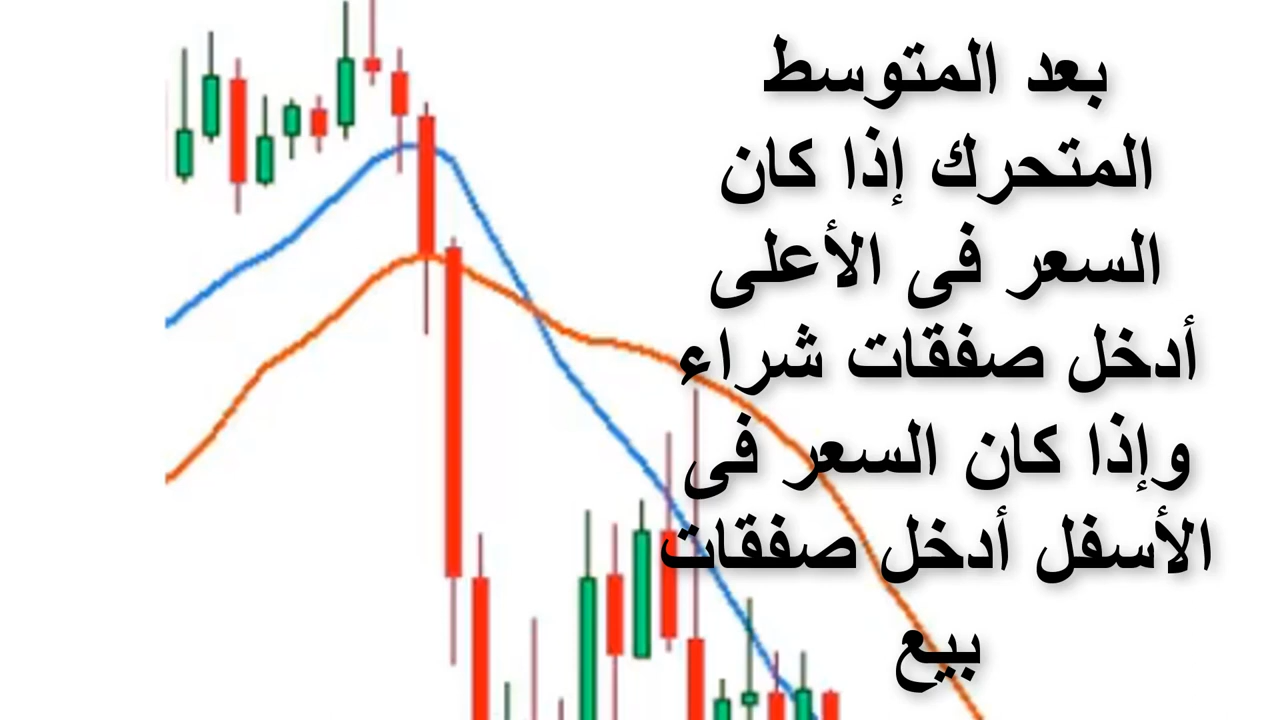 بعد المتوسط
المتحرك إذا كان
السعر فى الأعلى
أدخل صفقات شراء
وإذا كان السعر فى
الأسفل أدخل صفقات
بيع